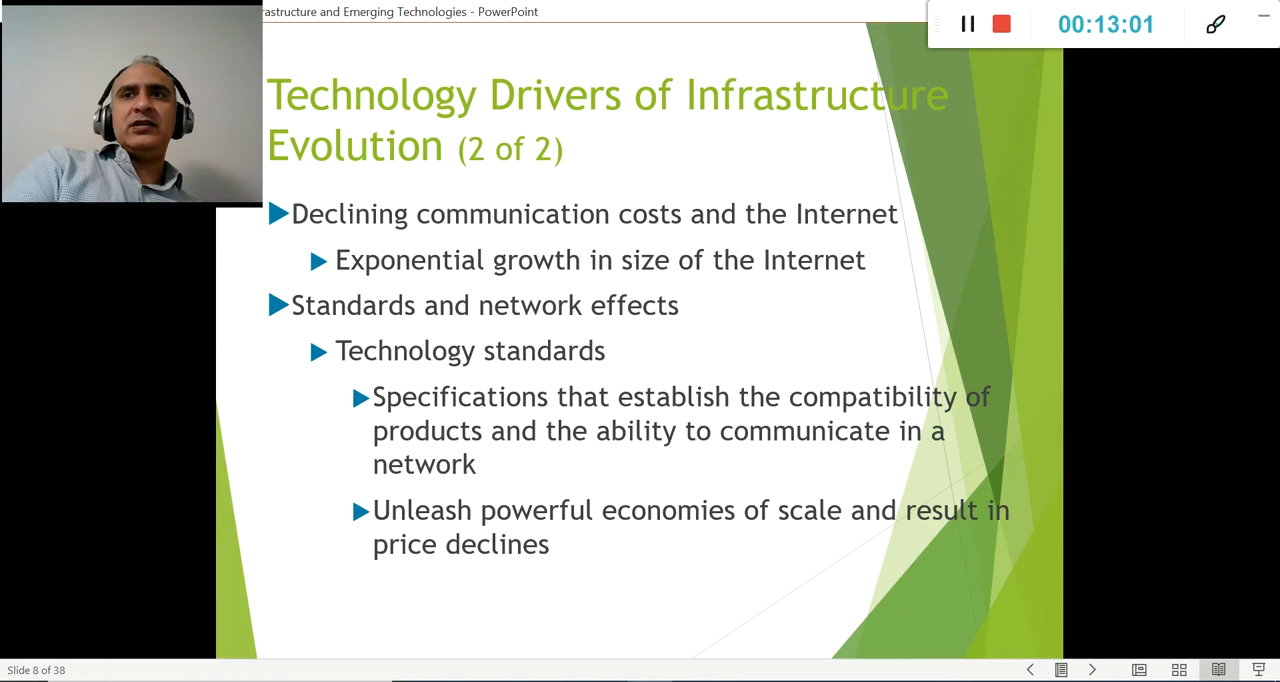 rastructure and Emerging Technologies - PowerPoint
00:13:01
Technology Drivers of Infrastructure
Evolution (2 of 2)
Declining communication costs and the Internet
Exponential growth in size of the Internet
Standards and network effects
Technology standards
Specifications that establish the compatibility of
products and the ability to communicate in a
network
Unleash powerful economies of scale and result in
price declines
Slide 8 of 38